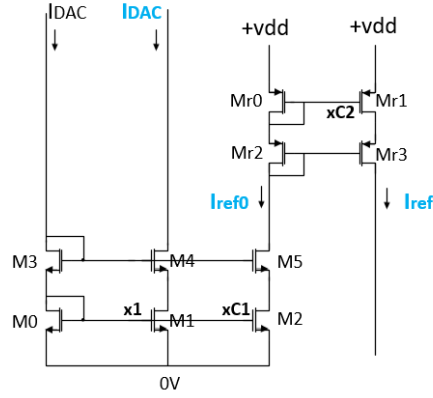 IDAC IDAC
+vdd +vdd
Mr0 Mr1
xC2
Mr2 Mr3
Iref0 Iref
M3 M4 M5
x1 xC1
M0 M1 M2
0V